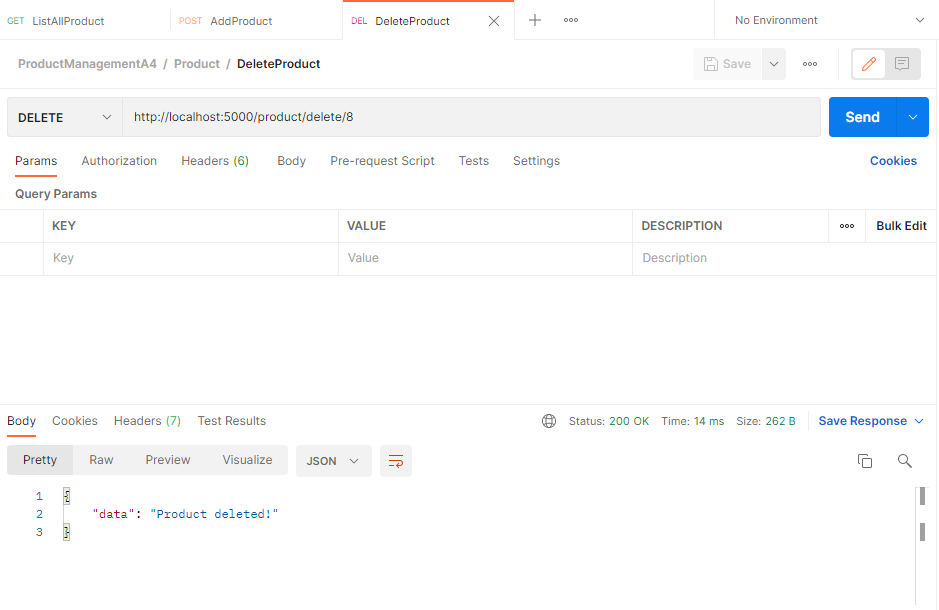 GET ListAllProduct POST AddProduct DEL DeleteProduct No Environment
ProductManagementA4 / Product / DeleteProduct Save
DELETE http://localhost:5000/product/delete/8 Send
Params Authorization Headers (6) Body Pre-request Script Tests Settings Cookies
Query Params
KEY VALUE DESCRIPTION Bulk Edit
Key Value Description
Body Cookies Headers (7) Test Results Status: 200 OK Time: 14 ms Size: 262 B Save Response
Pretty Raw Preview Visualize JSON
1 {
2 "data": "Product deleted!"
3 }